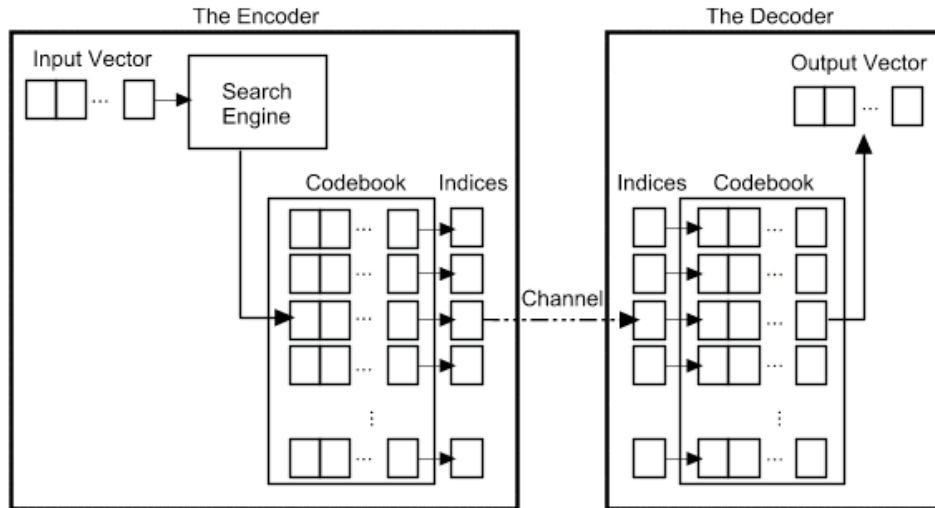 The Encoder
Input Vector
...
Search
Engine
Codebook
Indices
...
...
...
...
...
...
Channel
The Decoder
Output Vector
...
Indices
Codebook
...
...
...
...
...
...